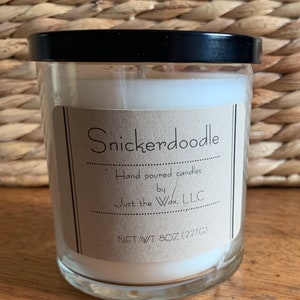 Snickerdoodle
Hand poured candles
by
Just the Wax, LLC
NET WT. 8OZ (227G)